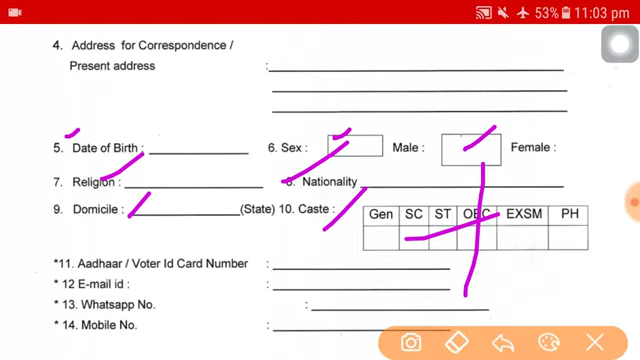 53% 11:03 pm
4. Address for Correspondence /
Present address :
5. Date of Birth : 6. Sex : Male : Female :
7. Religion : 8. Nationality
9. Domicile : (State) 10. Caste :
Gen SC ST OBC EXSM PH
*11. Aadhaar / Voter Id Card Number :
* 12 E-mail id : :
* 13. Whatsapp No. :
* 14. Mobile No. :